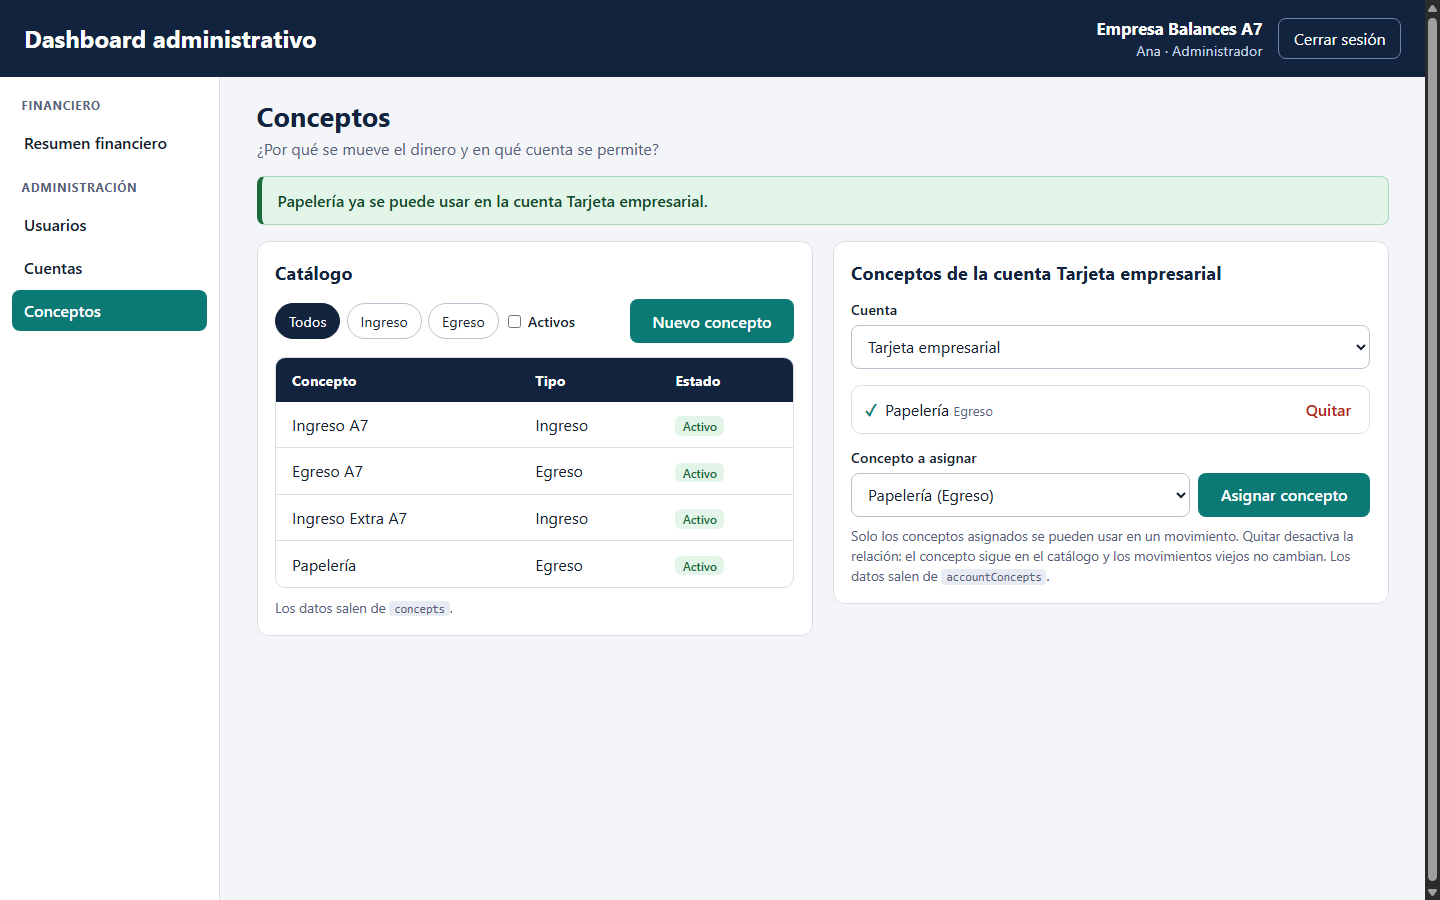 Dashboard administrativo
Empresa Balances A7
Ana · Administrador
Cerrar sesión
FINANCIERO
Resumen financiero
ADMINISTRACIÓN
Usuarios
Cuentas
Conceptos
Conceptos
¿Por qué se mueve el dinero y en qué cuenta se permite?
Papelería ya se puede usar en la cuenta Tarjeta empresarial.
Catálogo
Todos Ingreso Egreso Activos Nuevo concepto
Concepto Tipo Estado
Ingreso A7 Ingreso Activo
Egreso A7 Egreso Activo
Ingreso Extra A7 Ingreso Activo
Papelería Egreso Activo
Los datos salen de concepts.
Conceptos de la cuenta Tarjeta empresarial
Cuenta
Tarjeta empresarial
✓ Papelería Egreso Quitar
Concepto a asignar
Papelería (Egreso) Asignar concepto
Solo los conceptos asignados se pueden usar en un movimiento. Quitar desactiva la
relación: el concepto sigue en el catálogo y los movimientos viejos no cambian. Los
datos salen de accountConcepts.